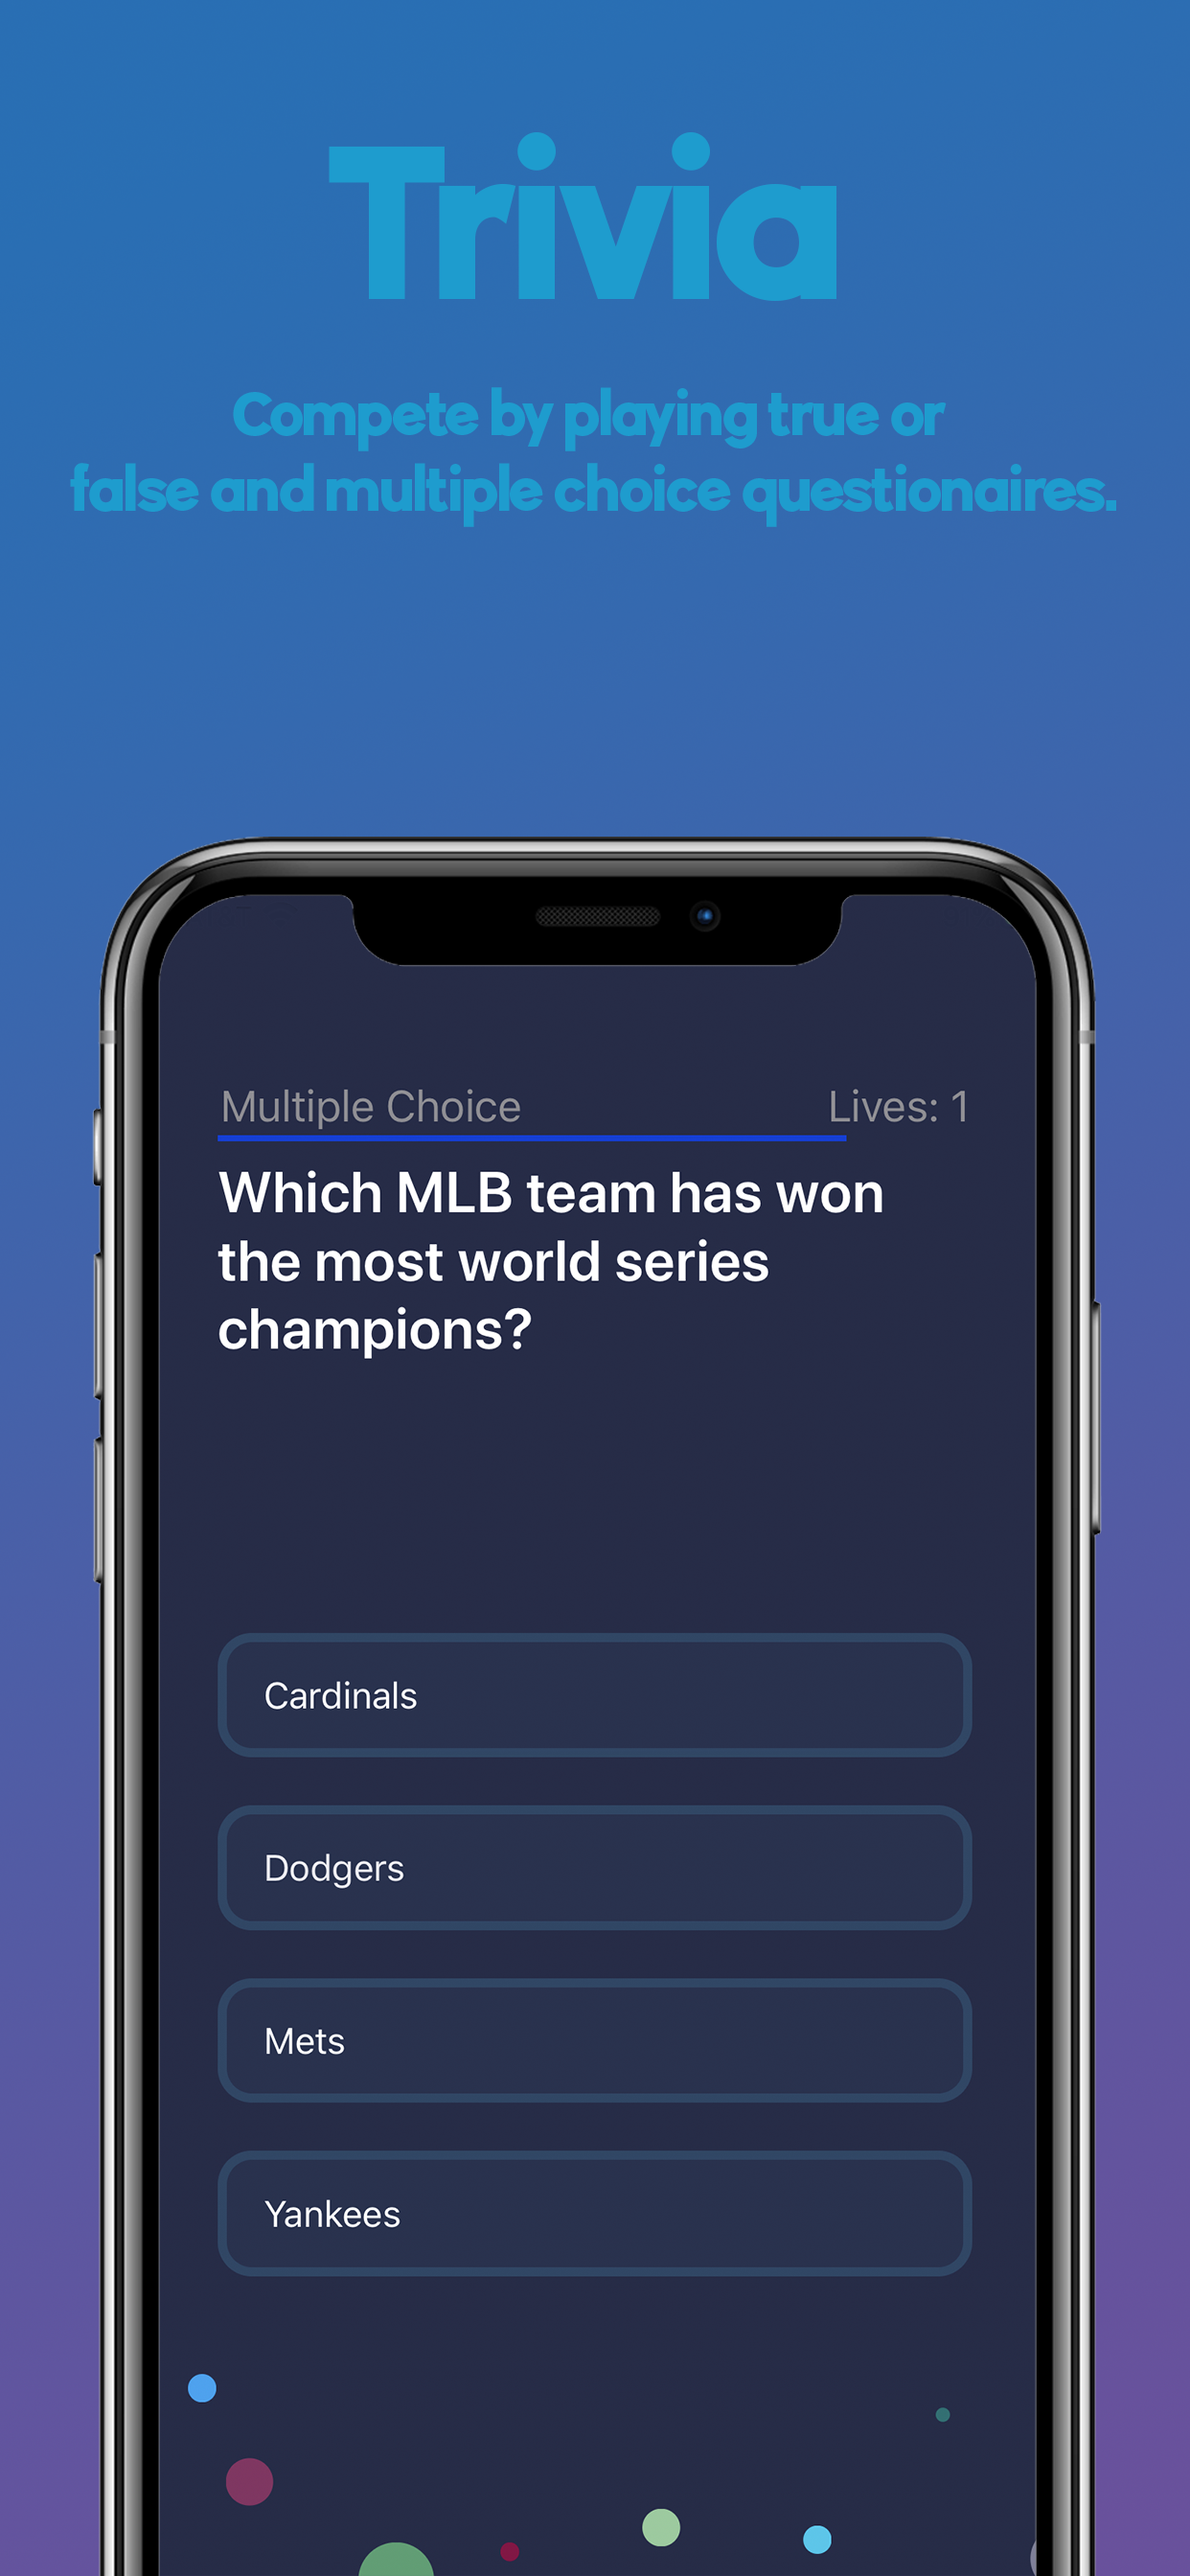 Trivia
Compete by playing true or
false and multiple choice questionaires.
Multiple Choice
Lives: 1
Which MLB team has won
the most world series
champions?
Cardinals
Dodgers
Mets
Yankees